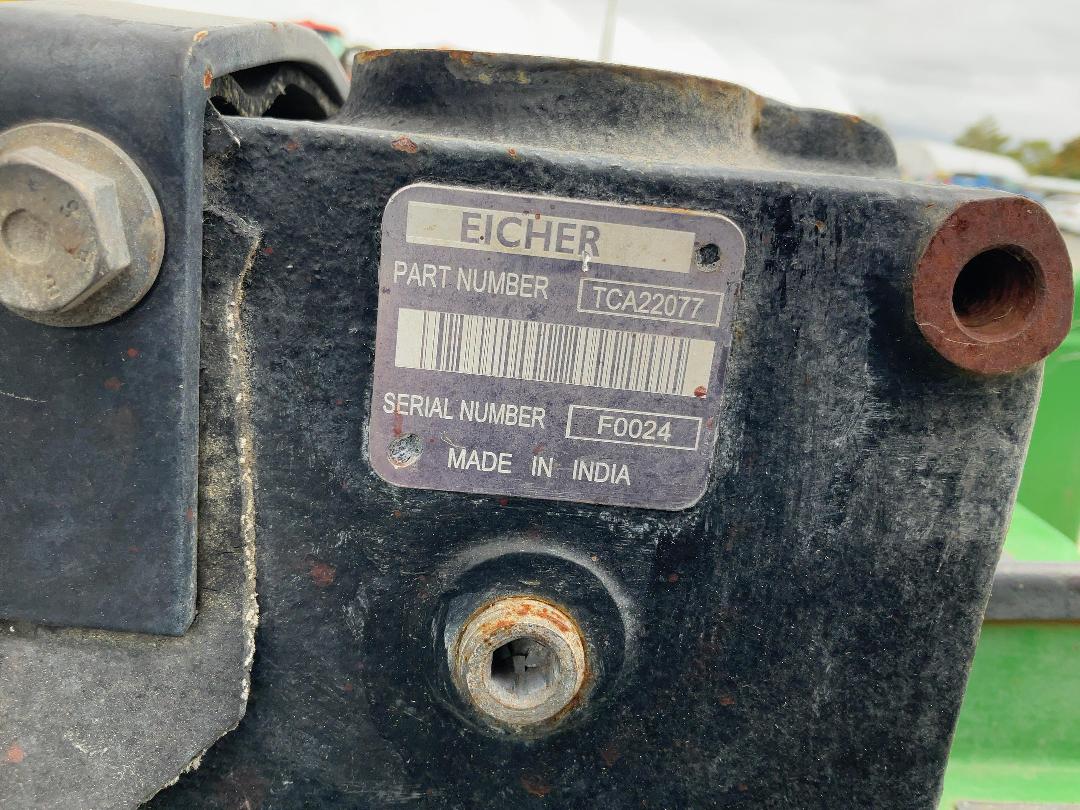 EICHER
PART NUMBER TCA22077
SERIAL NUMBER F0024
MADE IN INDIA